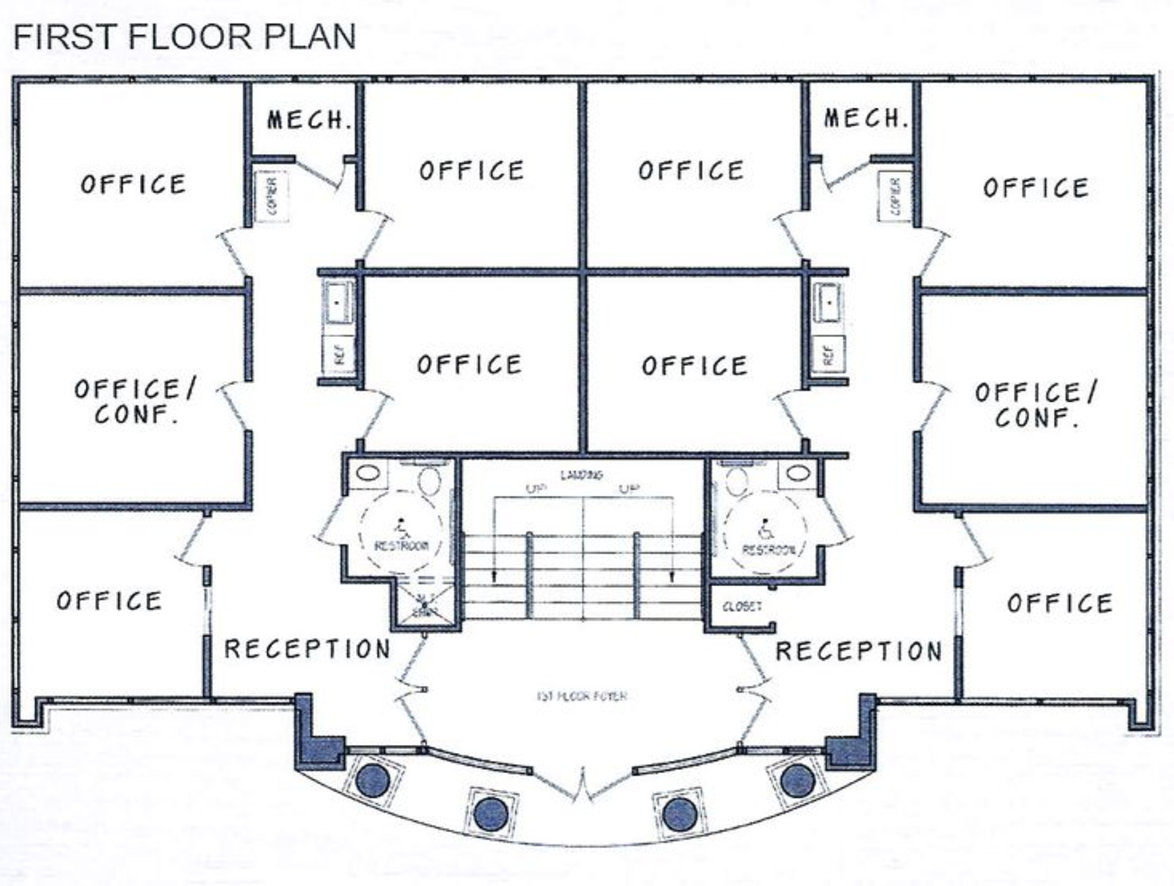 FIRST FLOOR PLAN
MECH.
MECH.
OFFICE
OFFICE
OFFICE
OFFICE
COPIER
COPIER
REF
REF
OFFICE/
CONF.
OFFICE
OFFICE
OFFICE/
CONF.
LANDING
UP
UP
RESTROOM
RESTROOM
OFFICE
CLOSET
OFFICE
RECEPTION
RECEPTION
1ST FLOOR FOYER